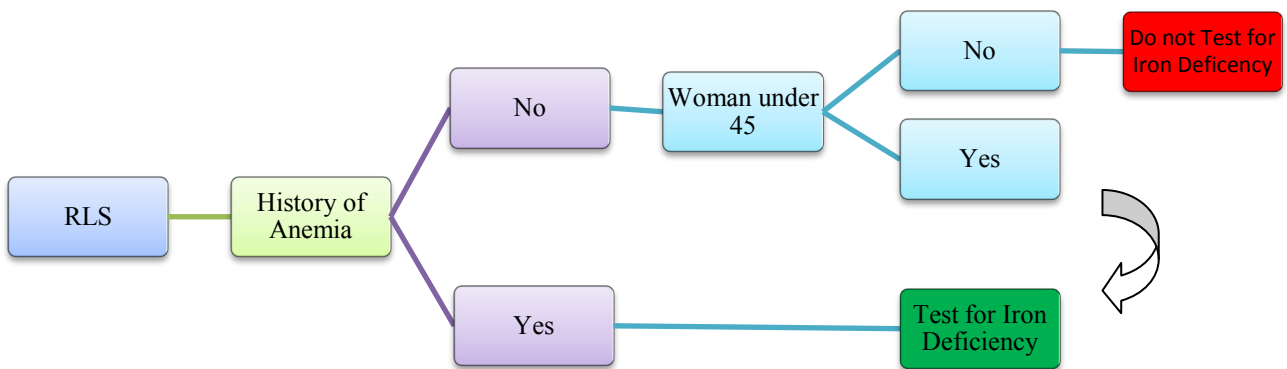 RLS
History of
Anemia
No
Woman under
45
No
Do not Test for
Iron Deficency
Yes
Yes
Test for Iron
Deficiency